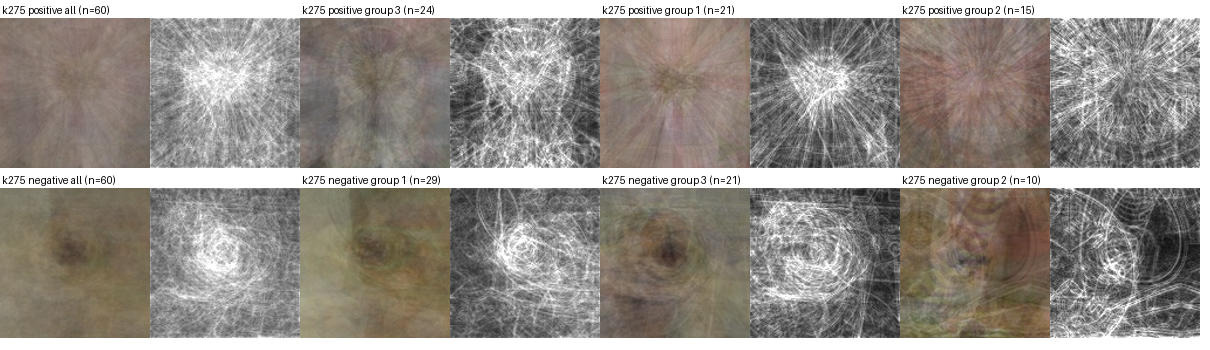 k275 positive all (n=60)
k275 positive group 3 (n=24)
k275 positive group 1 (n=21)
k275 positive group 2 (n=15)
k275 negative all (n=60)
k275 negative group 1 (n=29)
k275 negative group 3 (n=21)
k275 negative group 2 (n=10)